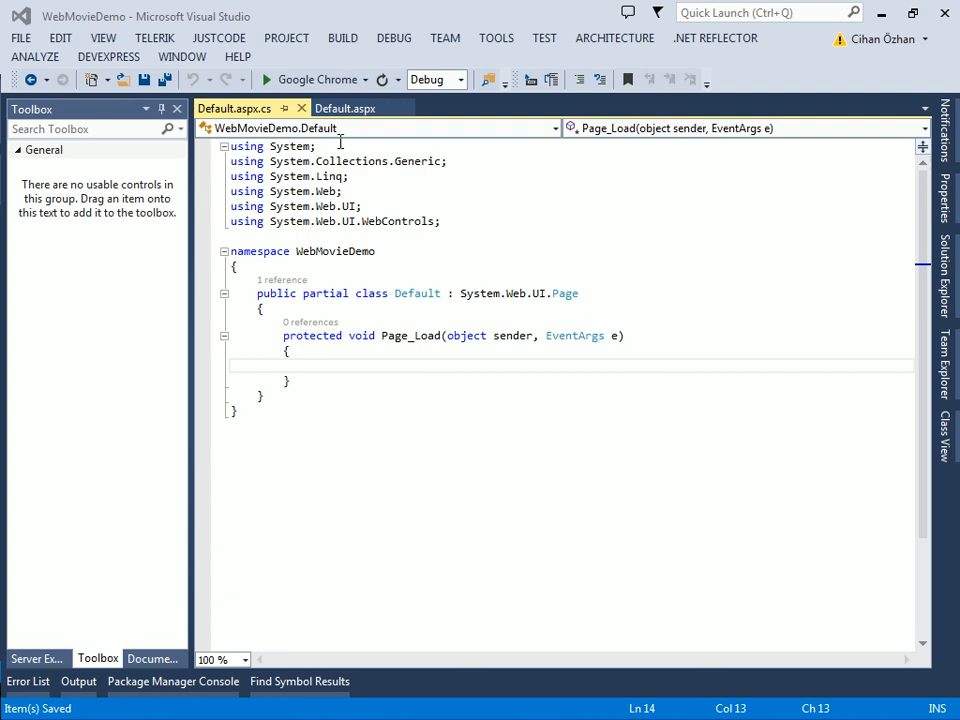 WebMovieDemo - Microsoft Visual Studio
Quick Launch (Ctrl+Q)
FILE EDIT VIEW TELERIK JUSTCODE PROJECT BUILD DEBUG TEAM TOOLS TEST ARCHITECTURE .NET REFLECTOR
Cihan Özhan
ANALYZE DEVEXPRESS WINDOW HELP
Google Chrome Debug
Toolbox
Default.aspx.cs Default.aspx
Search Toolbox
WebMovieDemo.Default
Page_Load(object sender, EventArgs e)
General
There are no usable controls in
this group. Drag an item onto
this text to add it to the toolbox.
using System;
using System.Collections.Generic;
using System.Linq;
using System.Web;
using System.Web.UI;
using System.Web.UI.WebControls;
namespace WebMovieDemo
{
1 reference
public partial class Default : System.Web.UI.Page
{
0 references
protected void Page_Load(object sender, EventArgs e)
{
}
}
}
Notifications
Properties
Solution Explorer
Team Explorer
Class View
Server Ex... Toolbox Docume...
100 %
Error List Output Package Manager Console Find Symbol Results
Item(s) Saved
Ln 14 Col 13 Ch 13 INS